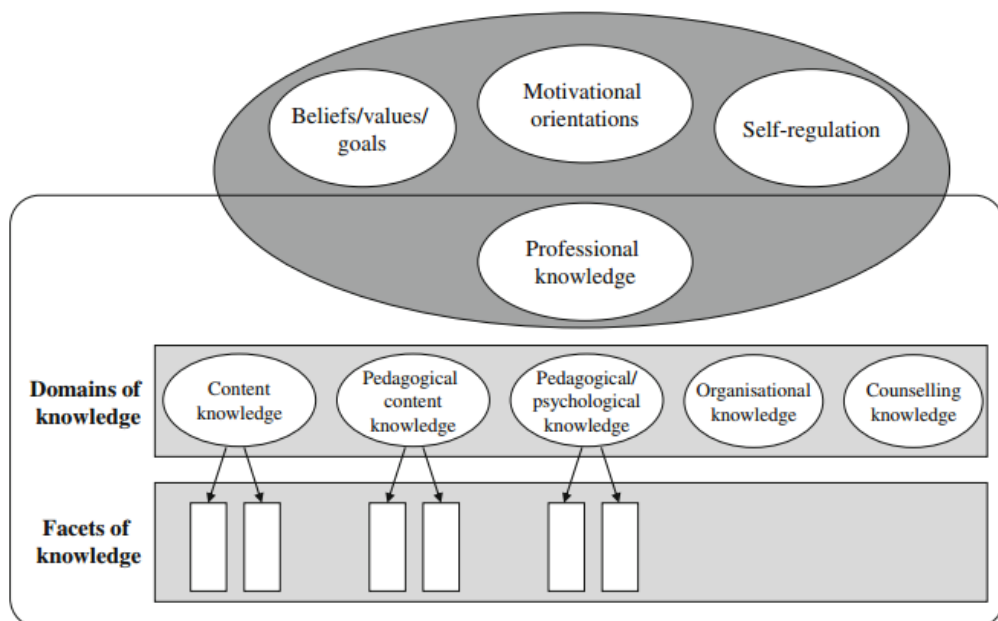 Beliefs/values/
goals
Motivational
orientations
Self-regulation
Professional
knowledge
Domains of
knowledge
Content
knowledge
Pedagogical
content
knowledge
Pedagogical/
psychological
knowledge
Organisational
knowledge
Counselling
knowledge
Facets of
knowledge